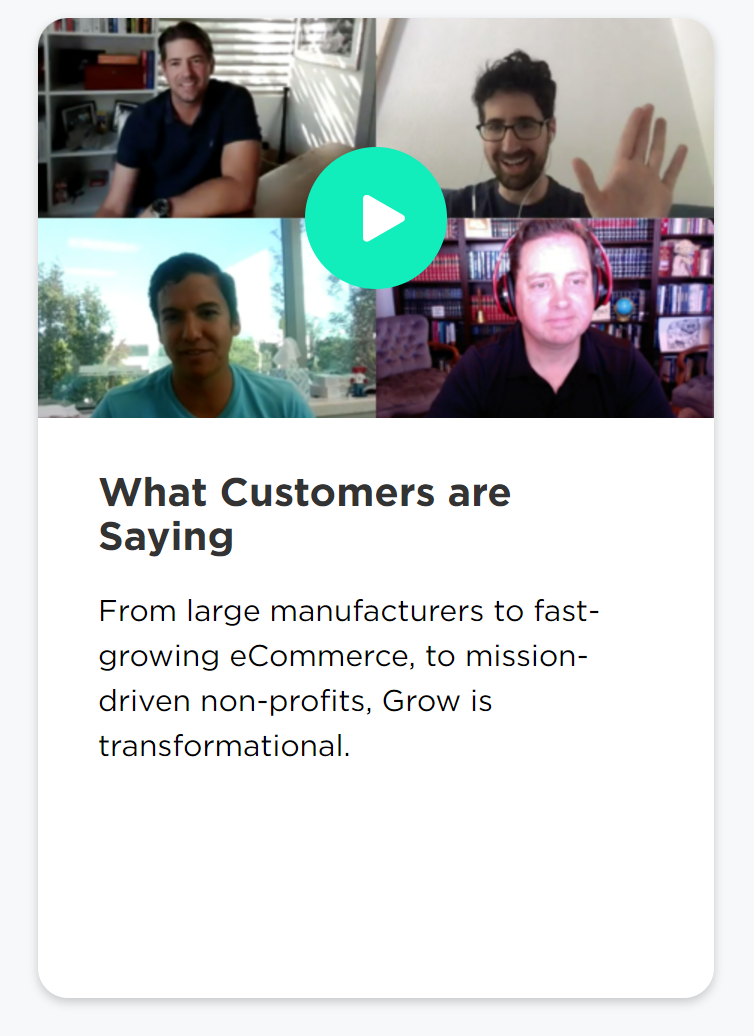 What Customers are
Saying
From large manufacturers to fast-
growing eCommerce, to mission-
driven non-profits, Grow is
transformational.